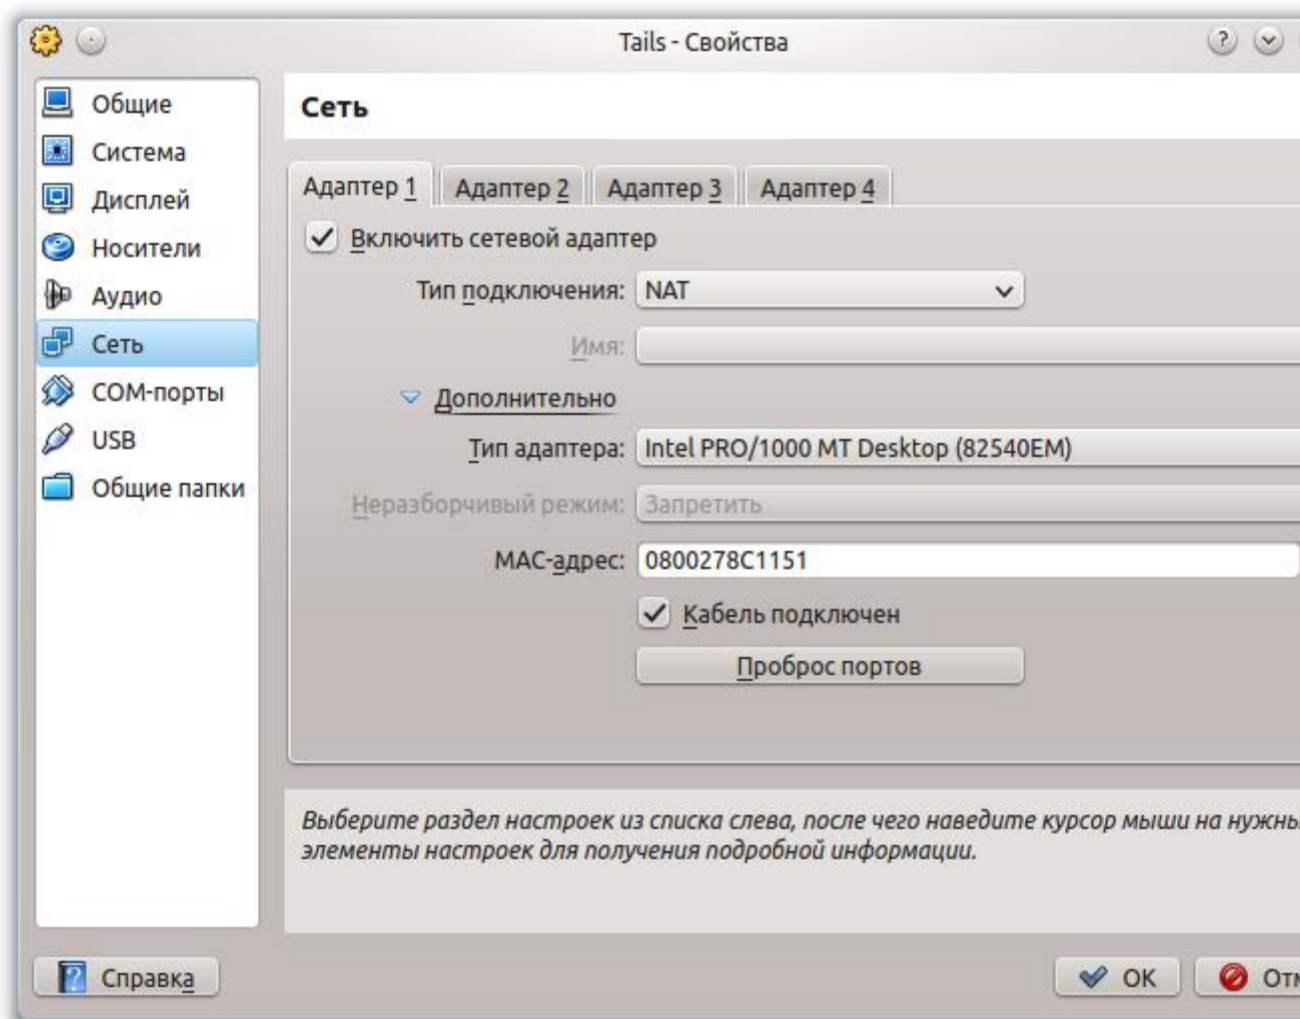 Tails - Свойства
Общие
Система
Дисплей
Носители
Аудио
Сеть
COM-порты
USB
Общие папки
Сеть
Адаптер 1 Адаптер 2 Адаптер 3 Адаптер 4
Включить сетевой адаптер
Тип подключения: NAT
Имя:
Дополнительно
Тип адаптера: Intel PRO/1000 MT Desktop (82540EM)
Неразборчивый режим: Запретить
MAC-адрес: 0800278C1151
Кабель подключен
Проброс портов
Выберите раздел настроек из списка слева, после чего наведите курсор мыши на
элементы настроек для получения подробной информации.
Справка
OK